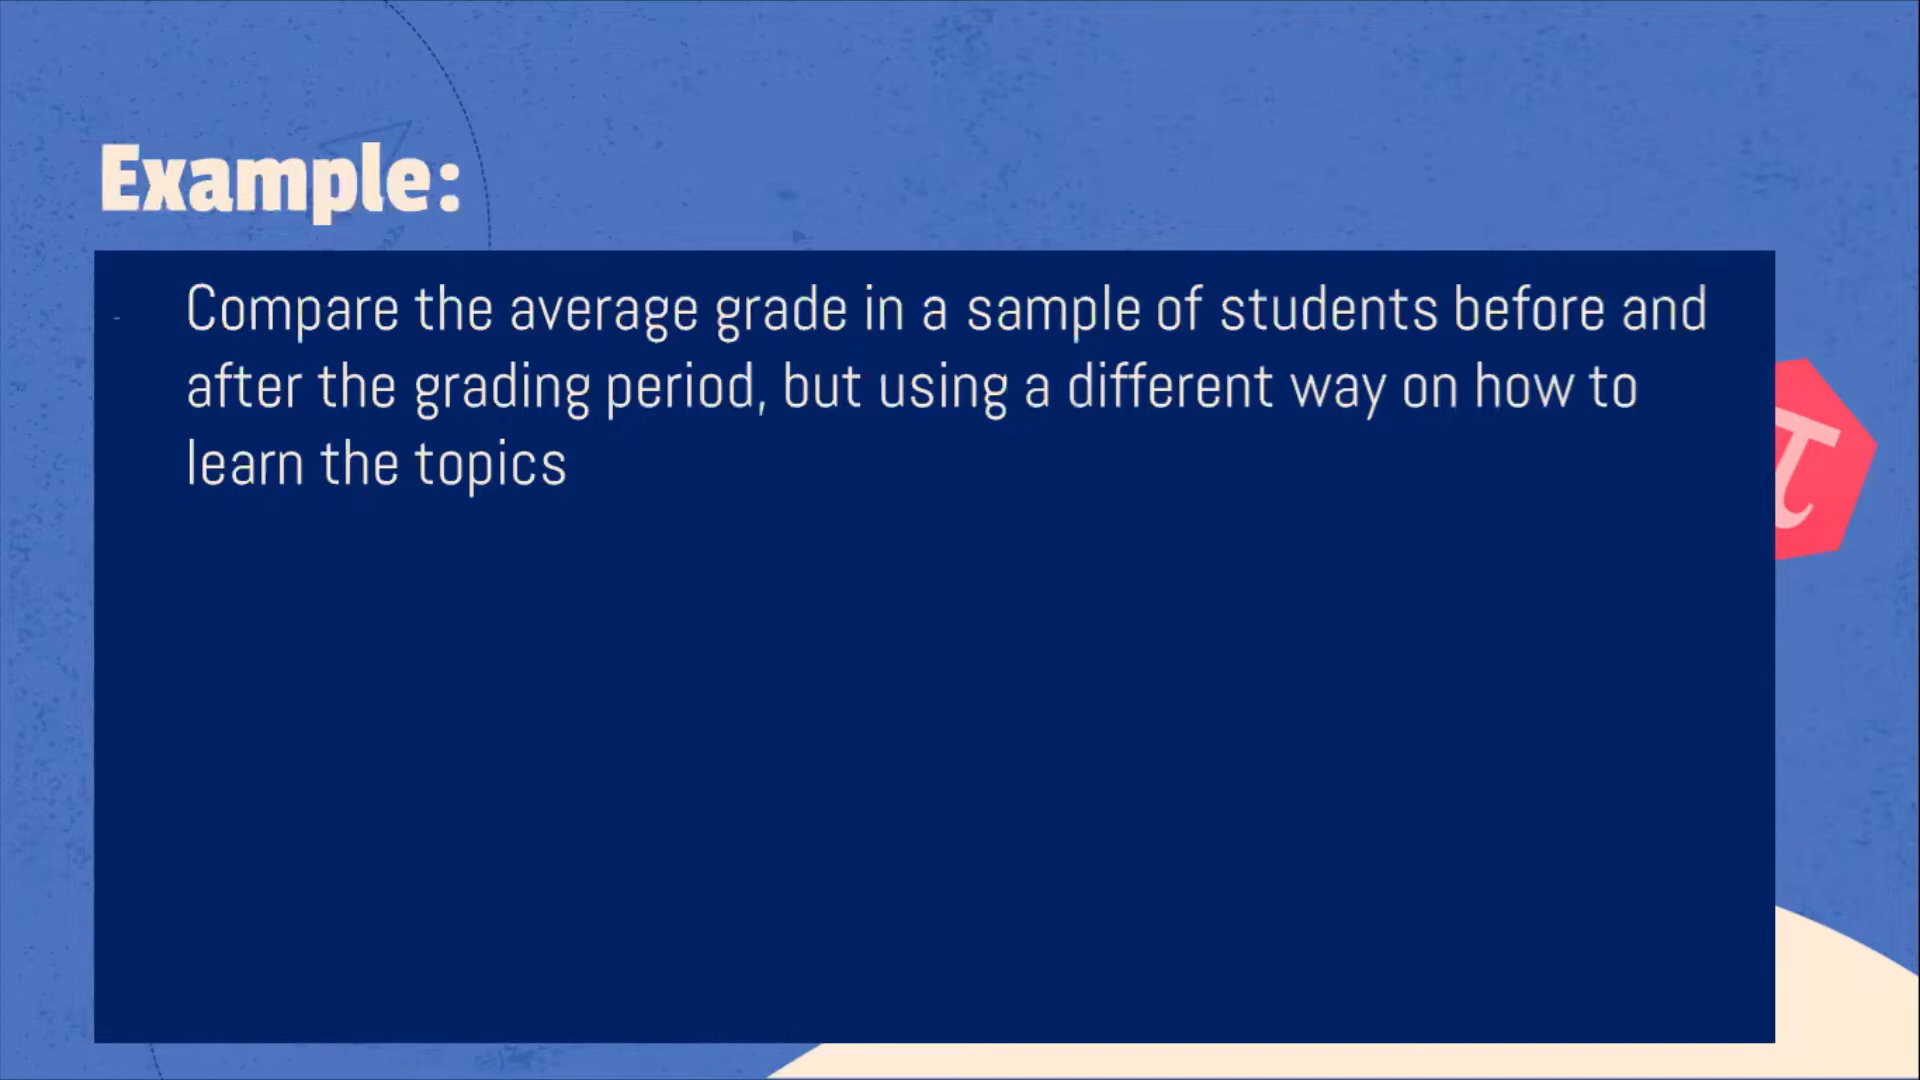 Example:
- Compare the average grade in a sample of students before and
after the grading period, but using a different way on how to
learn the topics
π